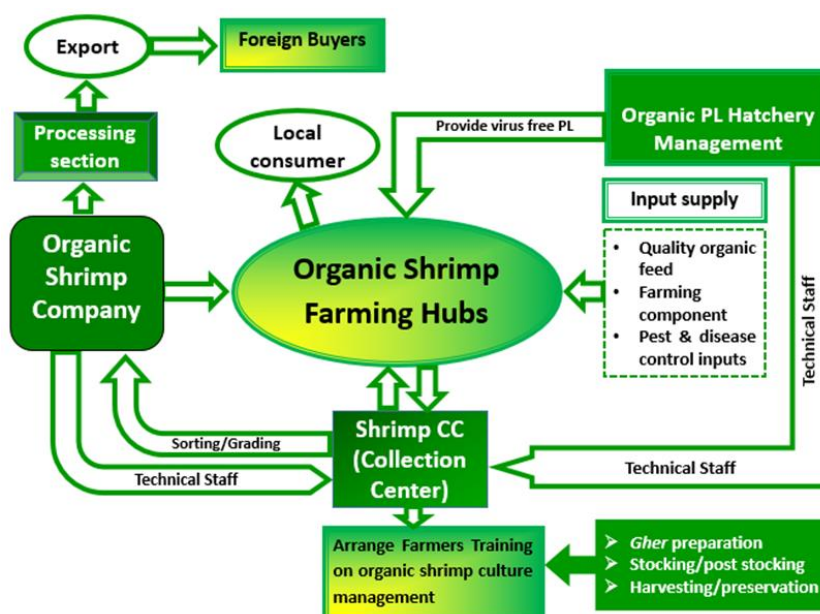 Export
Foreign Buyers
Processing
section
Local
consumer
Provide virus free PL
Organic PL Hatchery
Management
Input supply
• Quality organic
feed
• Farming
component
• Pest & disease
control inputs
Technical Staff
Organic
Shrimp
Company
Organic Shrimp
Farming Hubs
Sorting/Grading
Technical Staff
Shrimp CC
(Collection
Center)
Technical Staff
Arrange Farmers Training
on organic shrimp culture
management
➢ Gher preparation
➢ Stocking/post stocking
➢ Harvesting/preservation